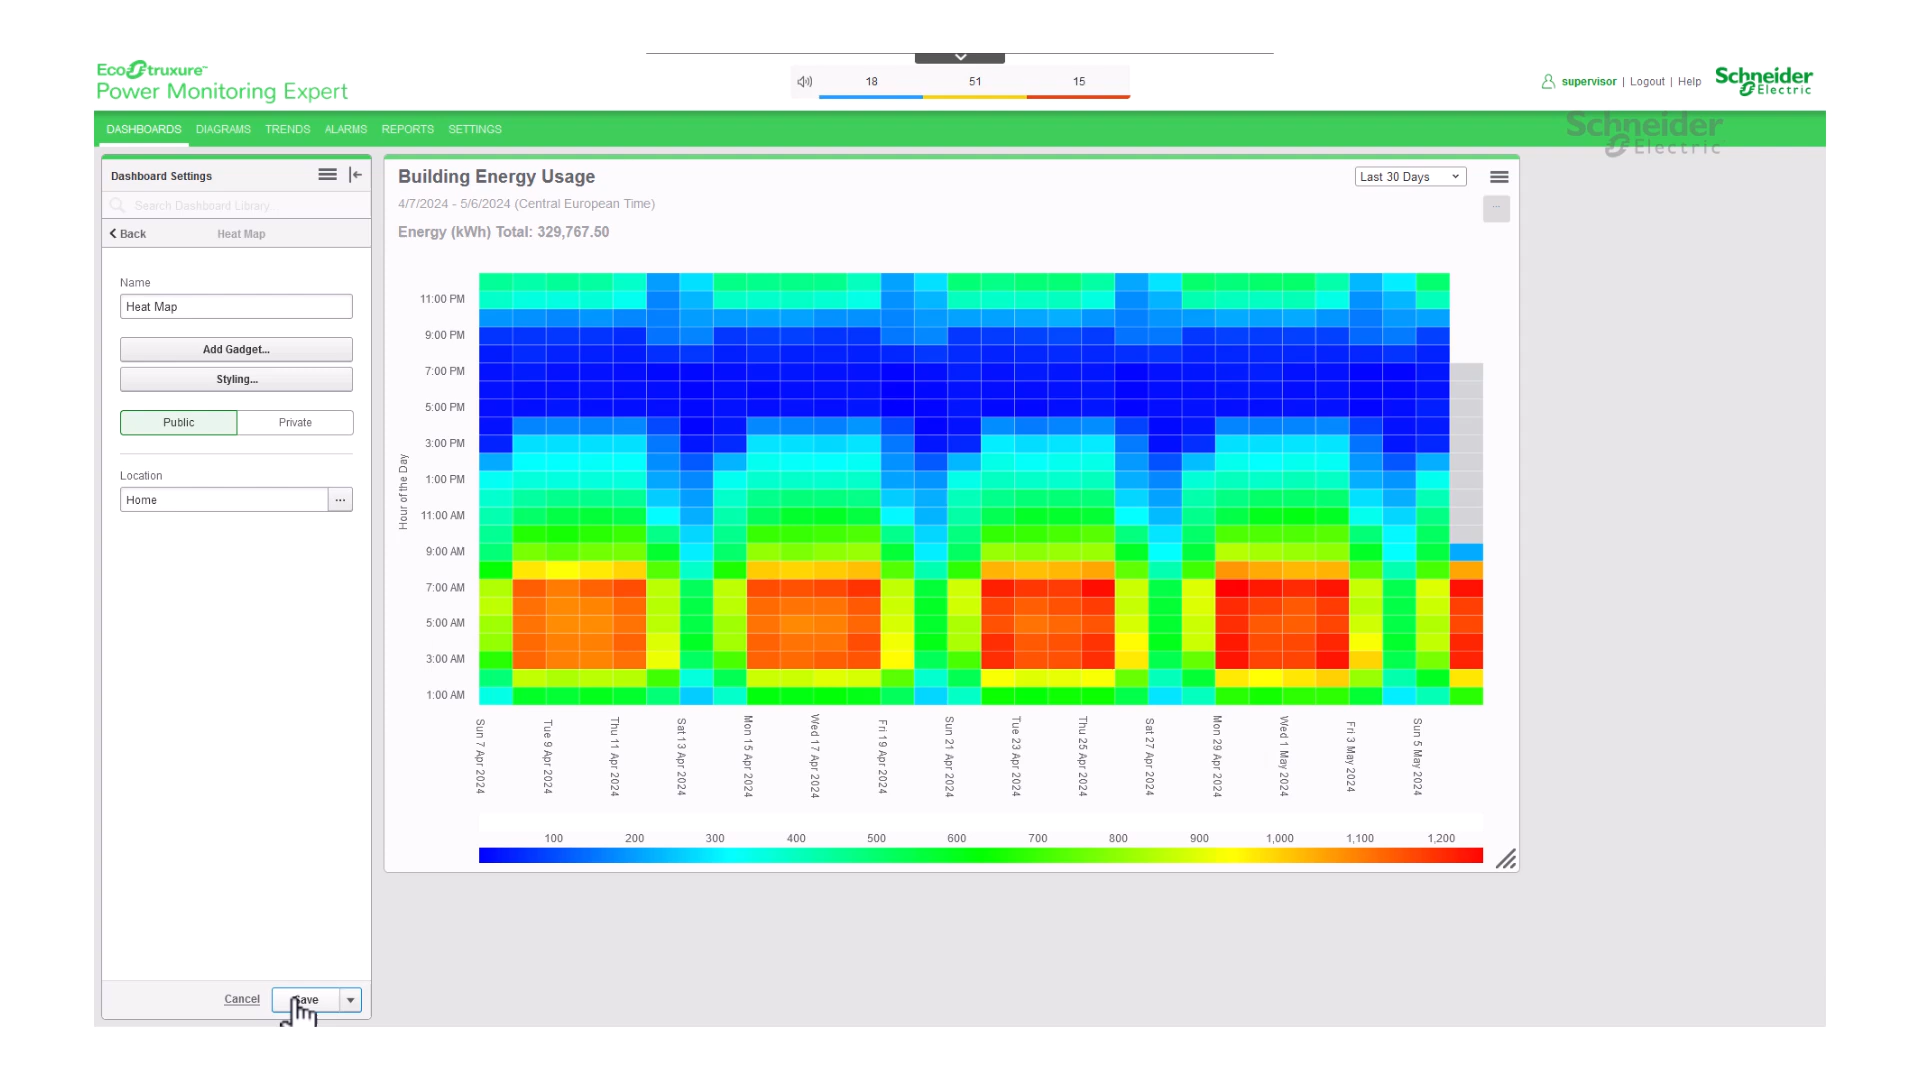 EcoStruxure™
Power Monitoring Expert
18 51 15
supervisor | Logout | Help
Schneider Electric
DASHBOARDS DIAGRAMS TRENDS ALARMS REPORTS SETTINGS
Schneider Electric
Dashboard Settings
Search Dashboard Library...
Back
Heat Map
Name
Heat Map
Add Gadget...
Styling...
Public Private
Location
Home
...
Cancel
Save
Building Energy Usage
Last 30 Days
4/7/2024 - 5/6/2024 (Central European Time)
...
Energy (kWh) Total: 329,767.50
Hour of the Day
11:00 PM
9:00 PM
7:00 PM
5:00 PM
3:00 PM
1:00 PM
11:00 AM
9:00 AM
7:00 AM
5:00 AM
3:00 AM
1:00 AM
Sun 7 Apr 2024
Tue 9 Apr 2024
Thu 11 Apr 2024
Sat 13 Apr 2024
Mon 15 Apr 2024
Wed 17 Apr 2024
Fri 19 Apr 2024
Sun 21 Apr 2024
Tue 23 Apr 2024
Thu 25 Apr 2024
Sat 27 Apr 2024
Mon 29 Apr 2024
Wed 1 May 2024
Fri 3 May 2024
Sun 5 May 2024
100 200 300 400 500 600 700 800 900 1,000 1,100 1,200